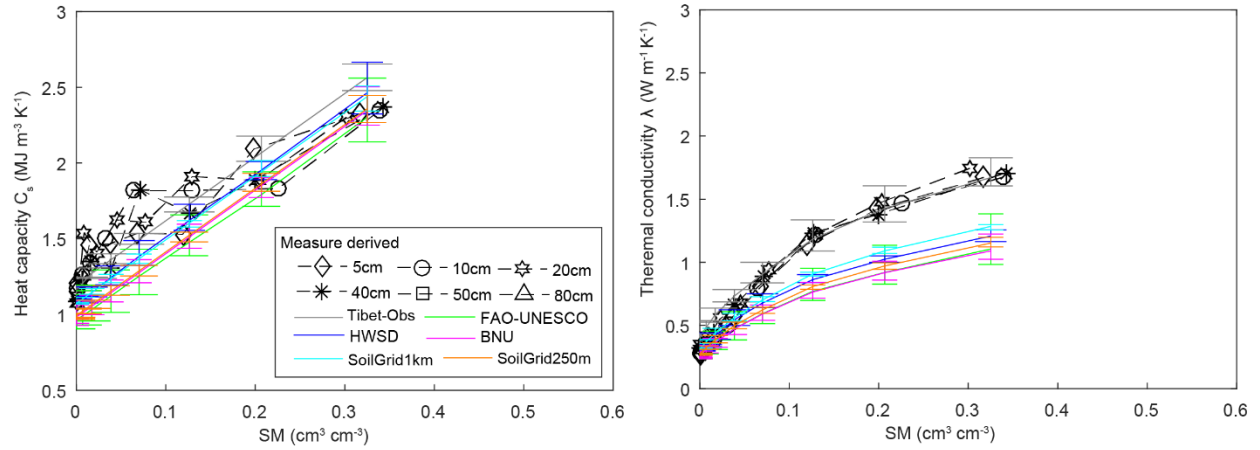 3
2.5
2
1.5
1
0.5
Heat capacity Cₛ (MJ m⁻³ K⁻¹)
Measure derived
5cm 10cm 20cm
40cm 50cm 80cm
Tibet-Obs FAO-UNESCO
HWSD BNU
SoilGrid1km SoilGrid250m
0 0.1 0.2 0.3 0.4 0.5 0.6
SM (cm³ cm⁻³)
3
2.5
2
1.5
1
0.5
0
Theremal conductivity λ (W m⁻¹ K⁻¹)
0 0.1 0.2 0.3 0.4 0.5 0.6
SM (cm³ cm⁻³)